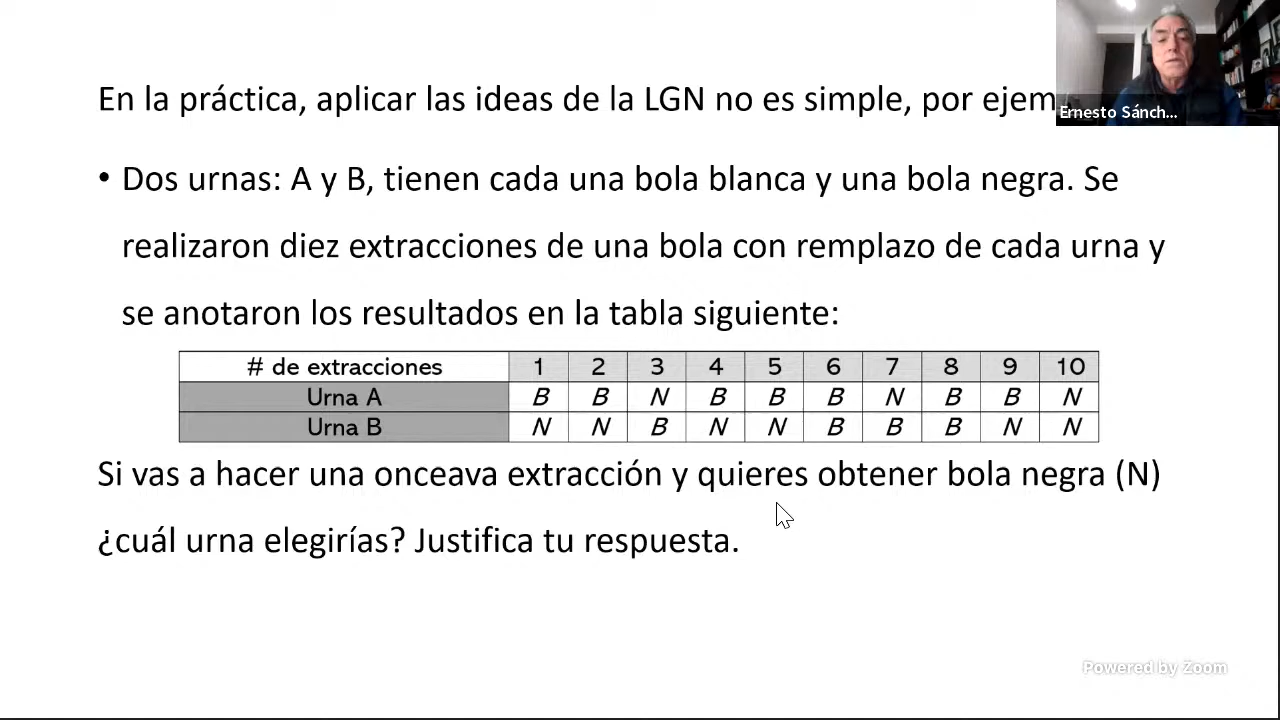 En la práctica, aplicar las ideas de la LGN no es simple, por ejem
Ernesto Sánch...
• Dos urnas: A y B, tienen cada una bola blanca y una bola negra. Se
realizaron diez extracciones de una bola con remplazo de cada urna y
se anotaron los resultados en la tabla siguiente:
# de extracciones 1 2 3 4 5 6 7 8 9 10
Urna A B B N B B B N B B N
Urna B N N B N N B B B N N
Si vas a hacer una onceava extracción y quieres obtener bola negra (N)
¿cuál urna elegirías? Justifica tu respuesta.
Powered by Zoom